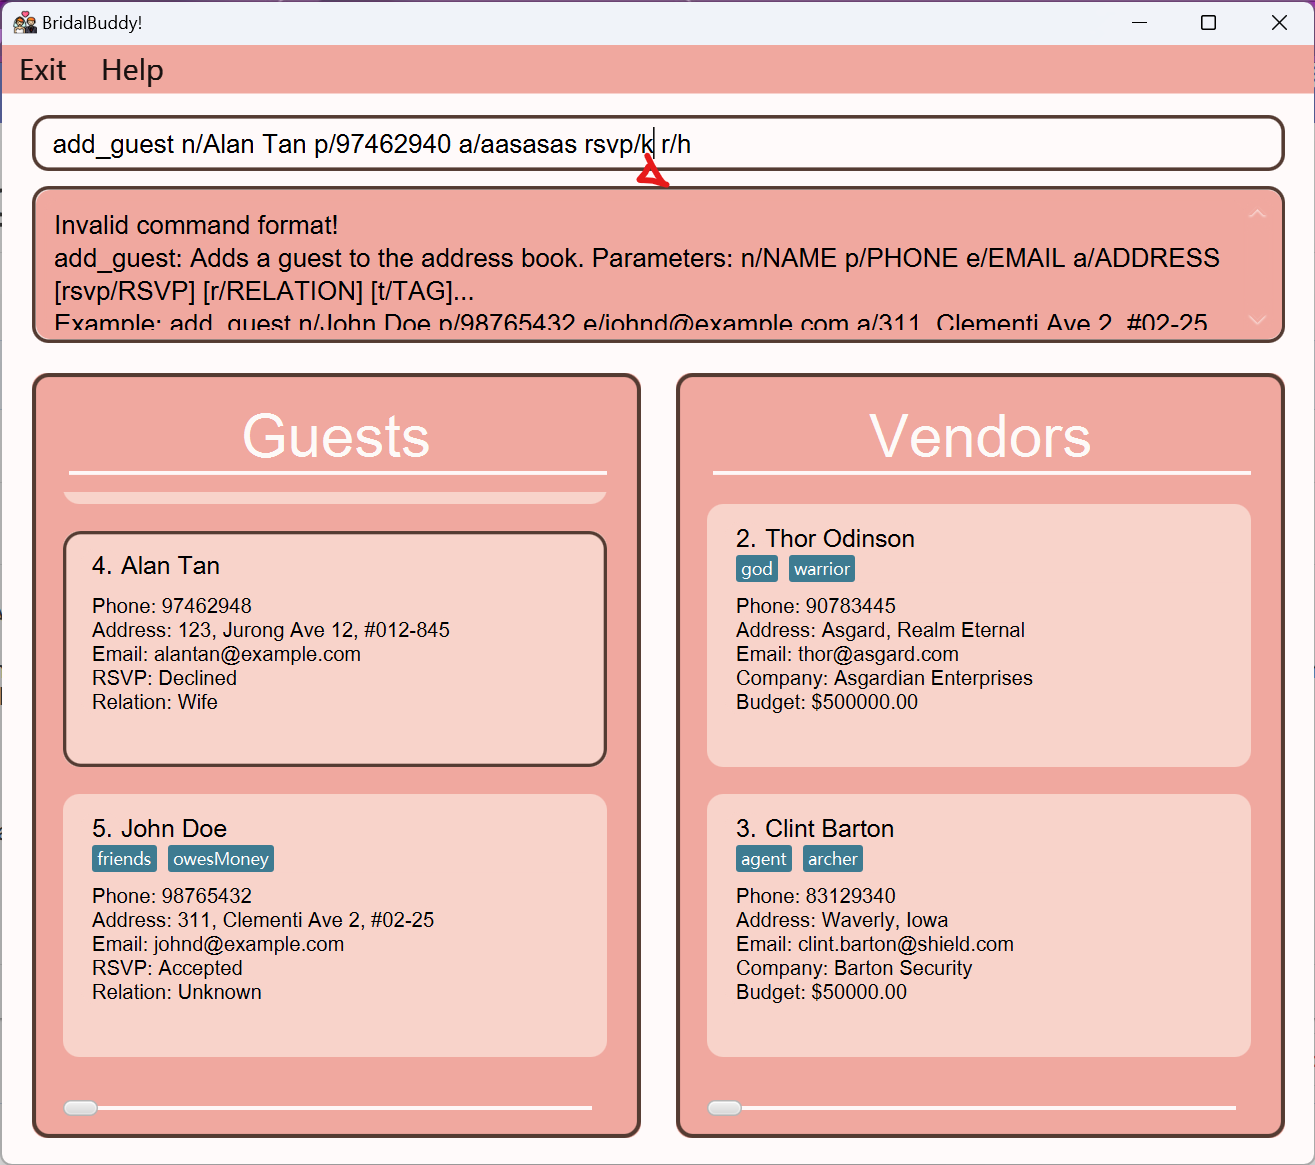 BridalBuddy!
Exit Help
add_guest n/Alan Tan p/97462940 a/aasasas rsvp/k r/h
Invalid command format!
add_guest: Adds a guest to the address book. Parameters: n/NAME p/PHONE e/EMAIL a/ADDRESS
[rsvp/RSVP] [r/RELATION] [t/TAG]...
Example: add_guest n/John Doe p/98765432 e/johnd@example.com a/311, Clementi Ave 2, #02-25
Guests
4. Alan Tan
Phone: 97462948
Address: 123, Jurong Ave 12, #012-845
Email: alantan@example.com
RSVP: Declined
Relation: Wife
5. John Doe
friends owesMoney
Phone: 98765432
Address: 311, Clementi Ave 2, #02-25
Email: johnd@example.com
RSVP: Accepted
Relation: Unknown
Vendors
2. Thor Odinson
god warrior
Phone: 90783445
Address: Asgard, Realm Eternal
Email: thor@asgard.com
Company: Asgardian Enterprises
Budget: $500000.00
3. Clint Barton
agent archer
Phone: 83129340
Address: Waverly, Iowa
Email: clint.barton@shield.com
Company: Barton Security
Budget: $50000.00